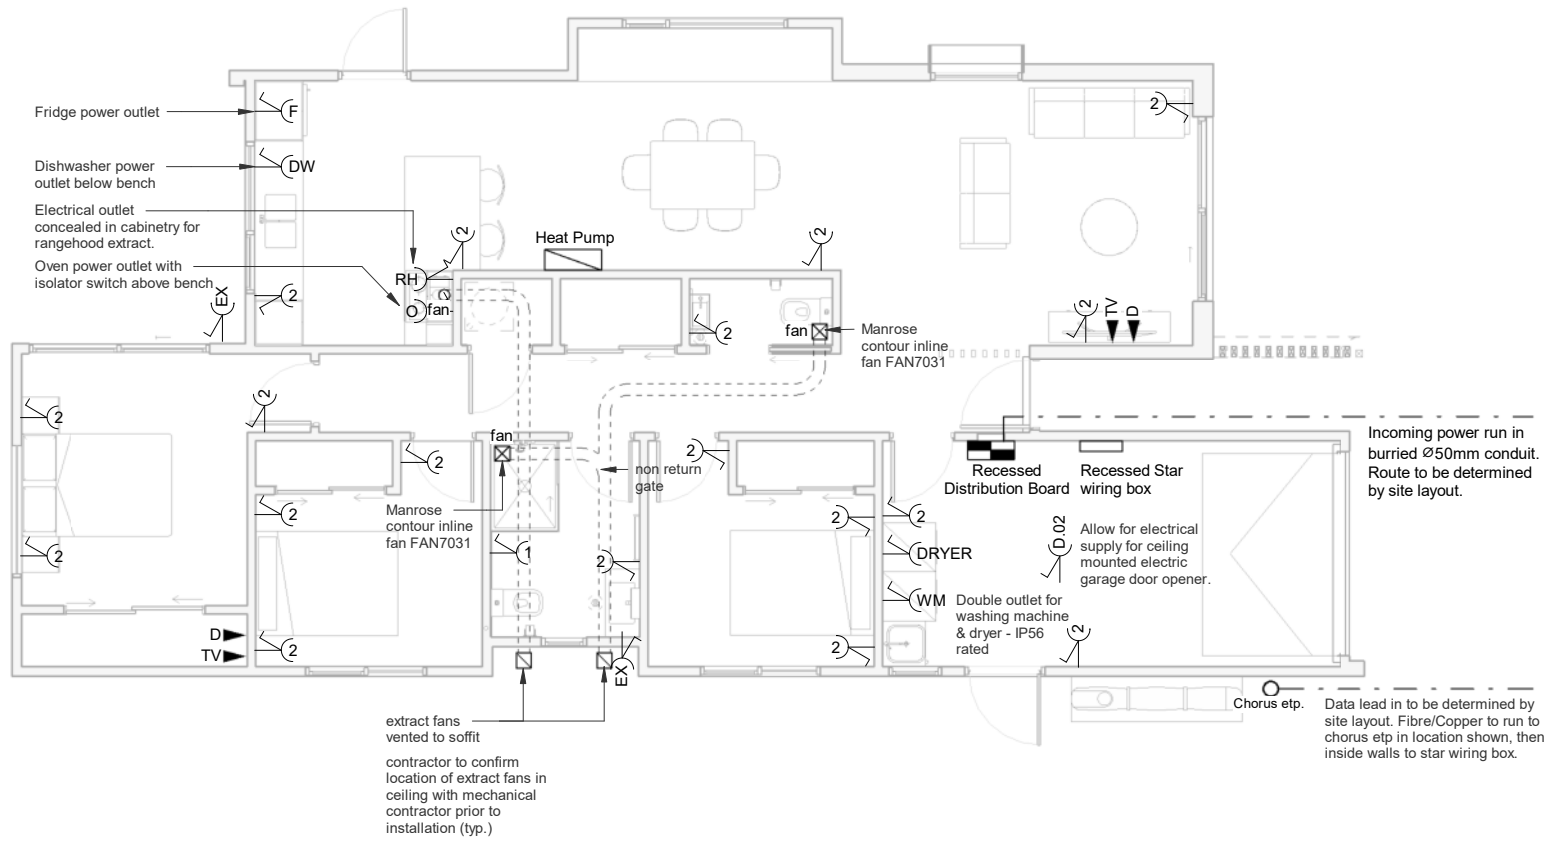 Fridge power outlet
F
2
Dishwasher power
outlet below bench
DW
Electrical outlet
concealed in cabinetry for
rangehood extract.
2
Heat Pump
2
RH
Oven power outlet with
isolator switch above bench
O
fan
EX
2
2
fan
Manrose
contour inline
fan FAN7031
2
TV
D
2
2
fan
2
2
non return
gate
Recessed
Distribution Board
Recessed Star
wiring box
Incoming power run in
burried Ø50mm conduit.
Route to be determined
by site layout.
Manrose
contour inline
fan FAN7031
2
2
2
D.02
Allow for electrical
supply for ceiling
mounted electric
garage door opener.
2
1
2
DRYER
WM
Double outlet for
washing machine
& dryer - IP56
rated
D
TV
2
EX
2
2
Chorus etp.
Data lead in to be determined by
site layout. Fibre/Copper to run to
chorus etp in location shown, then
inside walls to star wiring box.
extract fans
vented to soffit
contractor to confirm
location of extract fans in
ceiling with mechanical
contractor prior to
installation (typ.)